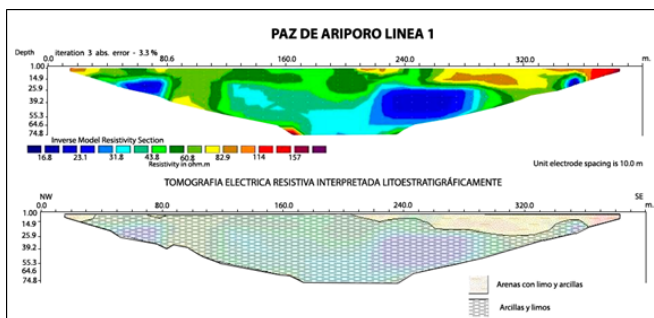 PAZ DE ARIPORO LINEA 1
Depth iteration 3 abs. error - 3.3 %
0.0 80.6 160.0 240.0 320.0 m.
1.00
14.9
25.9
39.2
55.3
64.6
74.8
Inverse Model Resistivity Section
16.8 23.1 31.8 43.8 60.8 82.9 114 157
Resistivity in ohm.m
Unit electrode spacing is 10.0 m
TOMOGRAFIA ELECTRICA RESISTIVA INTERPRETADA LITOESTRATIGRÁFICAMENTE
NW SE
0.0 80.6 160.0 240.0 320.0 m.
1.00
14.9
25.9
39.2
55.3
64.6
74.8
Arenas con limo y arcillas
Arcillas y limos